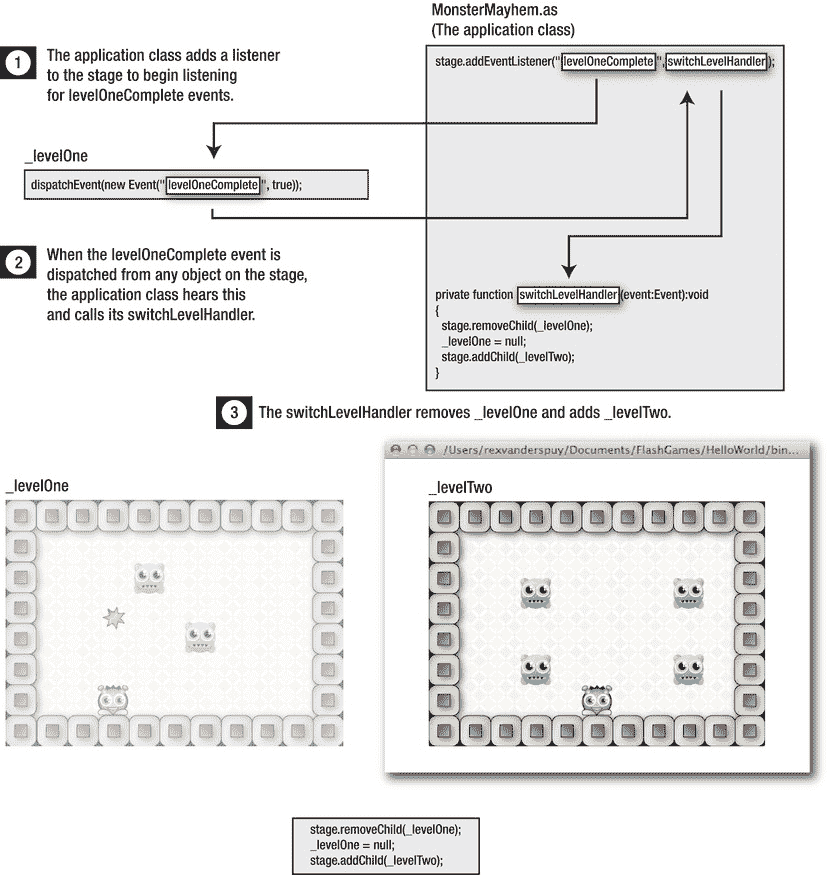 MonsterMayhem.as
(The application class)
1
The application class adds a listener
to the stage to begin listening
for levelOneComplete events.
stage.addEventListener("levelOneComplete",switchLevelHandler);
_levelOne
dispatchEvent(new Event("levelOneComplete", true));
2
When the levelOneComplete event is
dispatched from any object on the stage,
the application class hears this
and calls its switchLevelHandler.
private function switchLevelHandler(event:Event):void
{
stage.removeChild(_levelOne);
_levelOne = null;
stage.addChild(_levelTwo);
}
3
The switchLevelHandler removes _levelOne and adds _levelTwo.
/Users/rexvanderspuy/Documents/FlashGames/HelloWorld/bin...
_levelOne
_levelTwo
stage.removeChild(_levelOne);
_levelOne = null;
stage.addChild(_levelTwo);